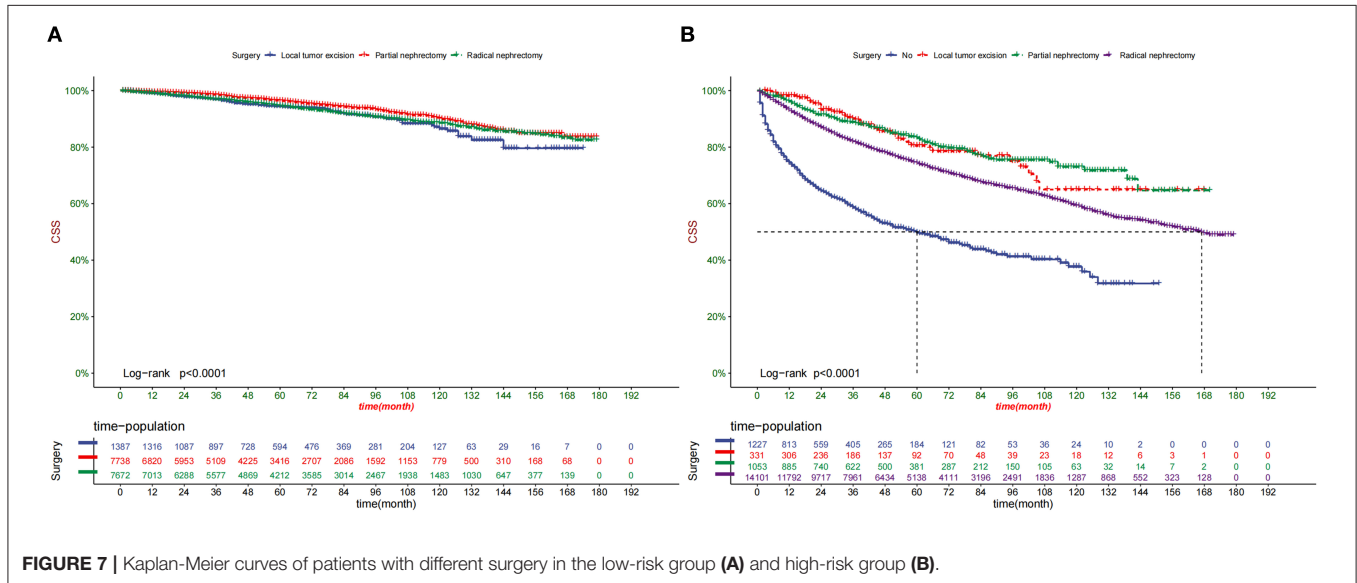 A
Surgery Local tumor excision Partial nephrectomy Radical nephrectomy
100%
80%
60%
40%
20%
0%
CSS
Log-rank p<0.0001
0 12 24 36 48 60 72 84 96 108 120 132 144 156 168 180 192
time(month)
time-population
Surgery
1387 1316 1087 897 728 594 476 369 281 204 127 63 29 16 7 0 0
7738 6820 5953 5109 4225 3416 2707 2086 1592 1153 779 500 310 168 68 0 0
7672 7013 6288 5577 4869 4212 3585 3014 2467 1938 1483 1030 647 377 139 0 0
0 12 24 36 48 60 72 84 96 108 120 132 144 156 168 180 192
time(month)
B
Surgery No Local tumor excision Partial nephrectomy Radical nephrectomy
100%
80%
60%
40%
20%
0%
CSS
Log-rank p<0.0001
0 12 24 36 48 60 72 84 96 108 120 132 144 156 168 180 192
time(month)
time-population
Surgery
1227 813 559 405 265 184 121 82 53 36 24 10 2 0 0 0 0
331 306 236 186 137 92 70 48 39 23 18 12 6 3 1 0 0
1053 885 740 622 500 381 287 212 150 105 63 32 14 7 2 0 0
14101 11792 9717 7961 6434 5138 4111 3196 2491 1836 1287 868 552 323 128 0 0
0 12 24 36 48 60 72 84 96 108 120 132 144 156 168 180 192
time(month)
FIGURE 7 | Kaplan-Meier curves of patients with different surgery in the low-risk group (A) and high-risk group (B).